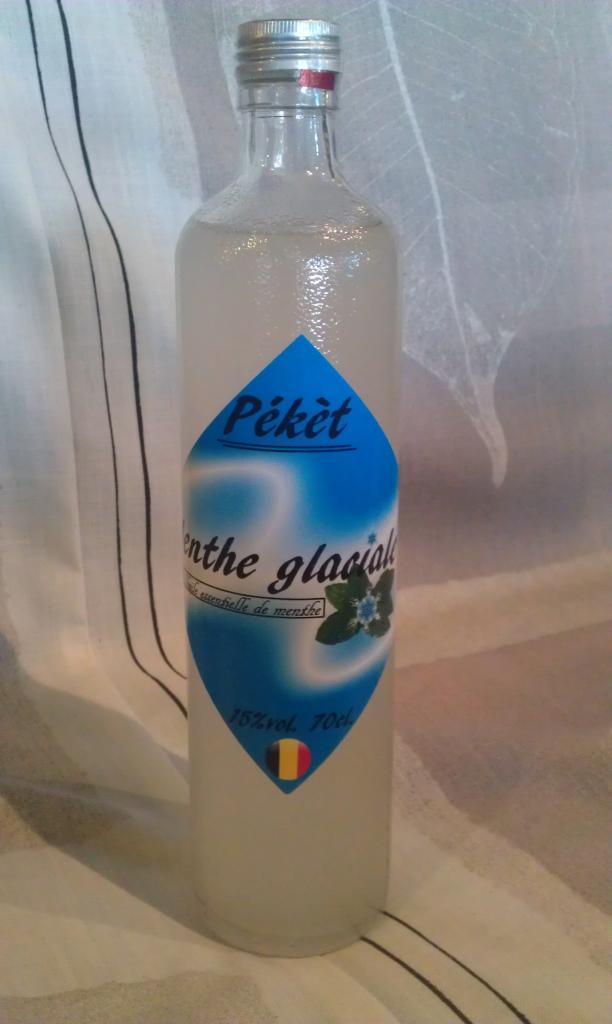 Pékèt
enthe glaciale
essentielle de menthe
15%vol. 70cl.